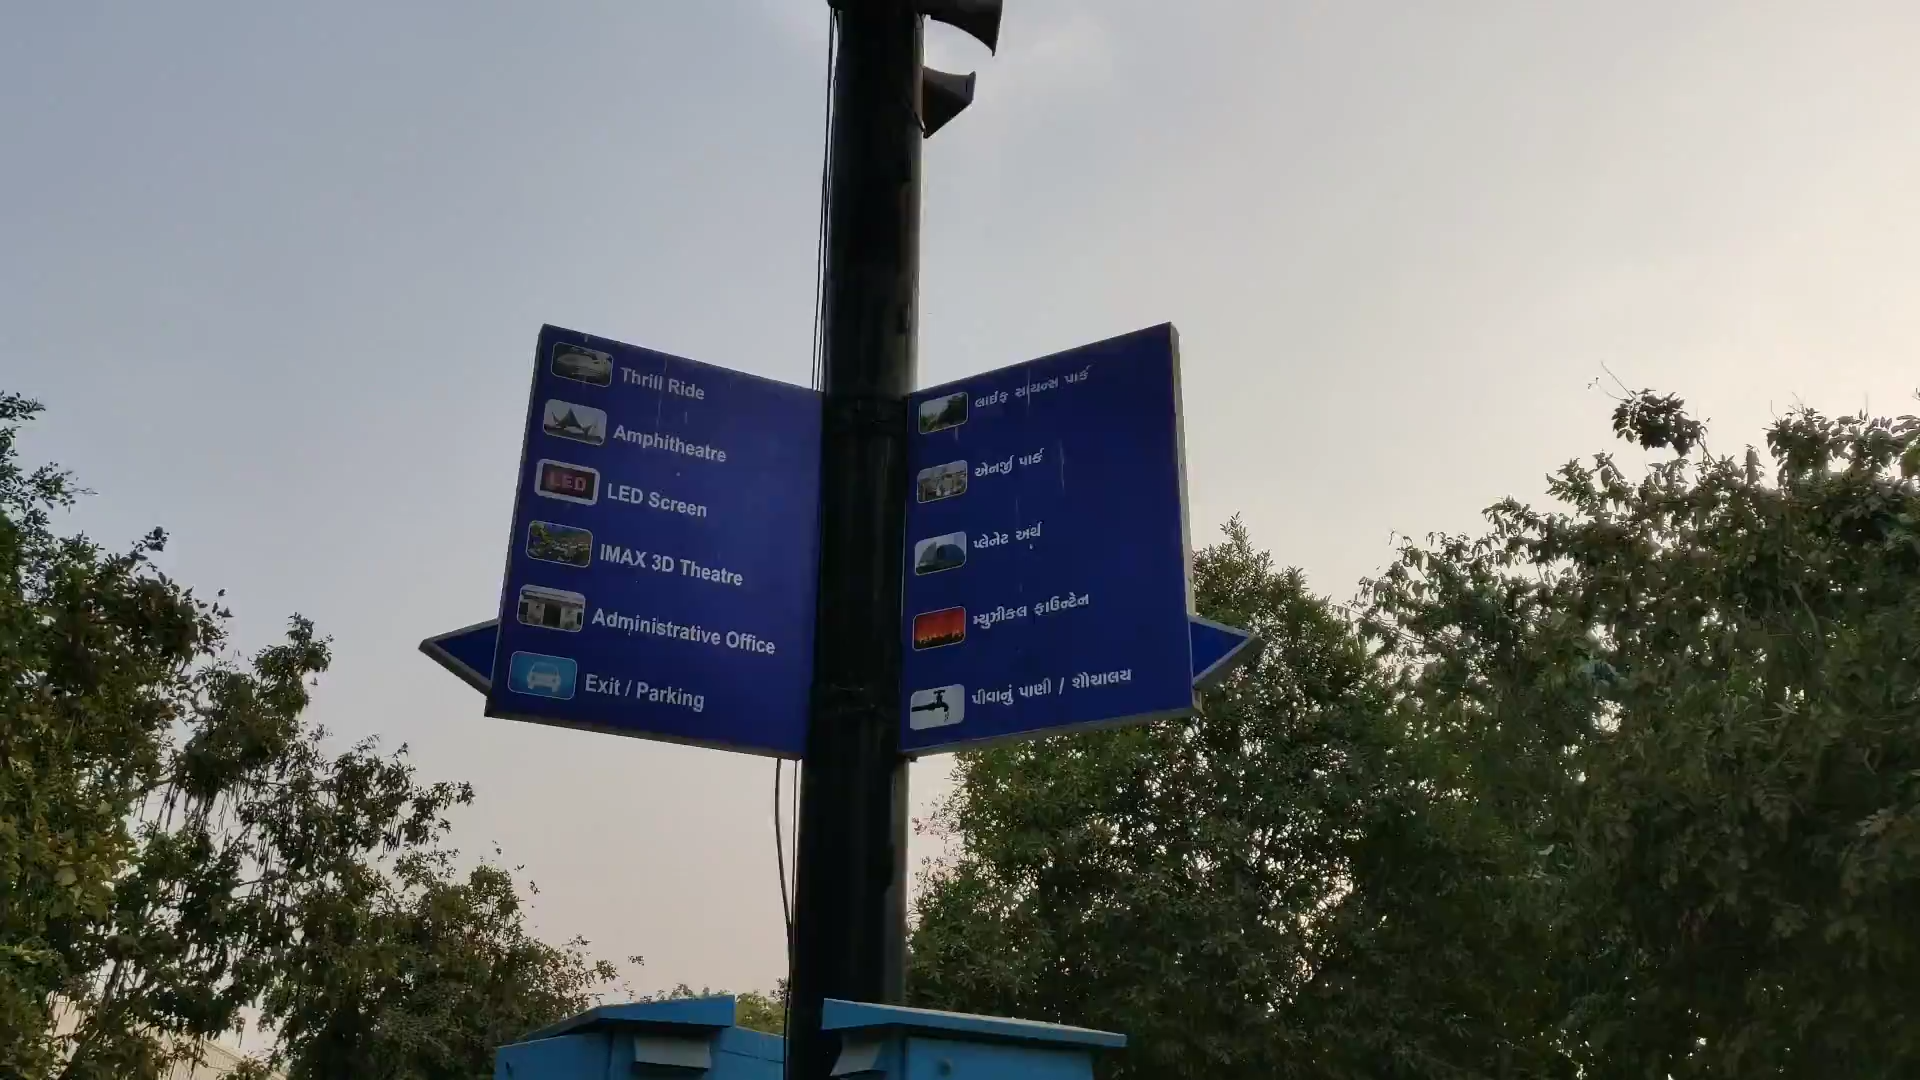 Thrill Ride
Amphitheatre
LED
LED Screen
IMAX 3D Theatre
Administrative Office
Exit / Parking
લાઈફ સાયન્સ પાર્ક
એનર્જી પાર્ક
પ્લેનેટ અર્થ
મ્યુઝીકલ ફાઉન્ટેન
પીવાનું પાણી / શૌચાલય